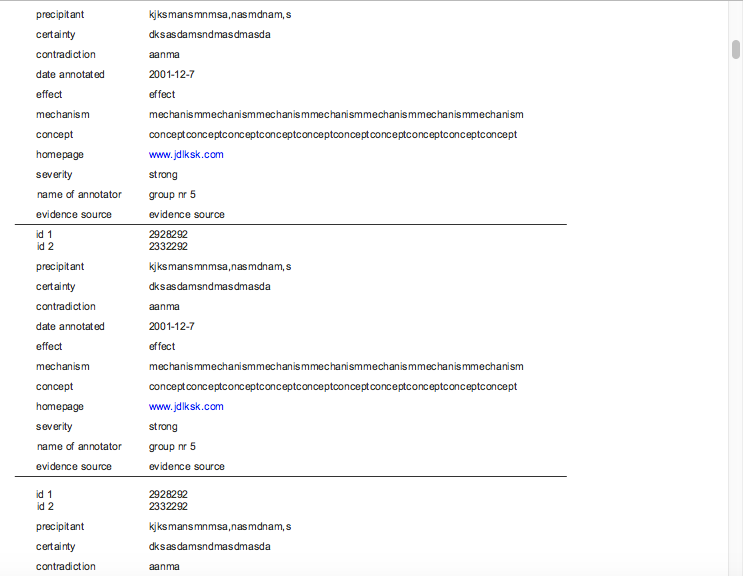 precipitant kjksmansmnmsa,nasmdnam,s
certainty dksasdamsndmasdmasda
contradiction aanma
date annotated 2001-12-7
effect effect
mechanism mechanismmechanismmechanismmechanismmechanismmechanismmechanism
concept conceptconceptconceptconceptconceptconceptconceptconceptconceptconcept
homepage www.jdlksk.com
severity strong
name of annotator group nr 5
evidence source evidence source
id 1 2928292
id 2 2332292
precipitant kjksmansmnmsa,nasmdnam,s
certainty dksasdamsndmasdmasda
contradiction aanma
date annotated 2001-12-7
effect effect
mechanism mechanismmechanismmechanismmechanismmechanismmechanismmechanism
concept conceptconceptconceptconceptconceptconceptconceptconceptconceptconcept
homepage www.jdlksk.com
severity strong
name of annotator group nr 5
evidence source evidence source
id 1 2928292
id 2 2332292
precipitant kjksmansmnmsa,nasmdnam,s
certainty dksasdamsndmasdmasda
contradiction aanma